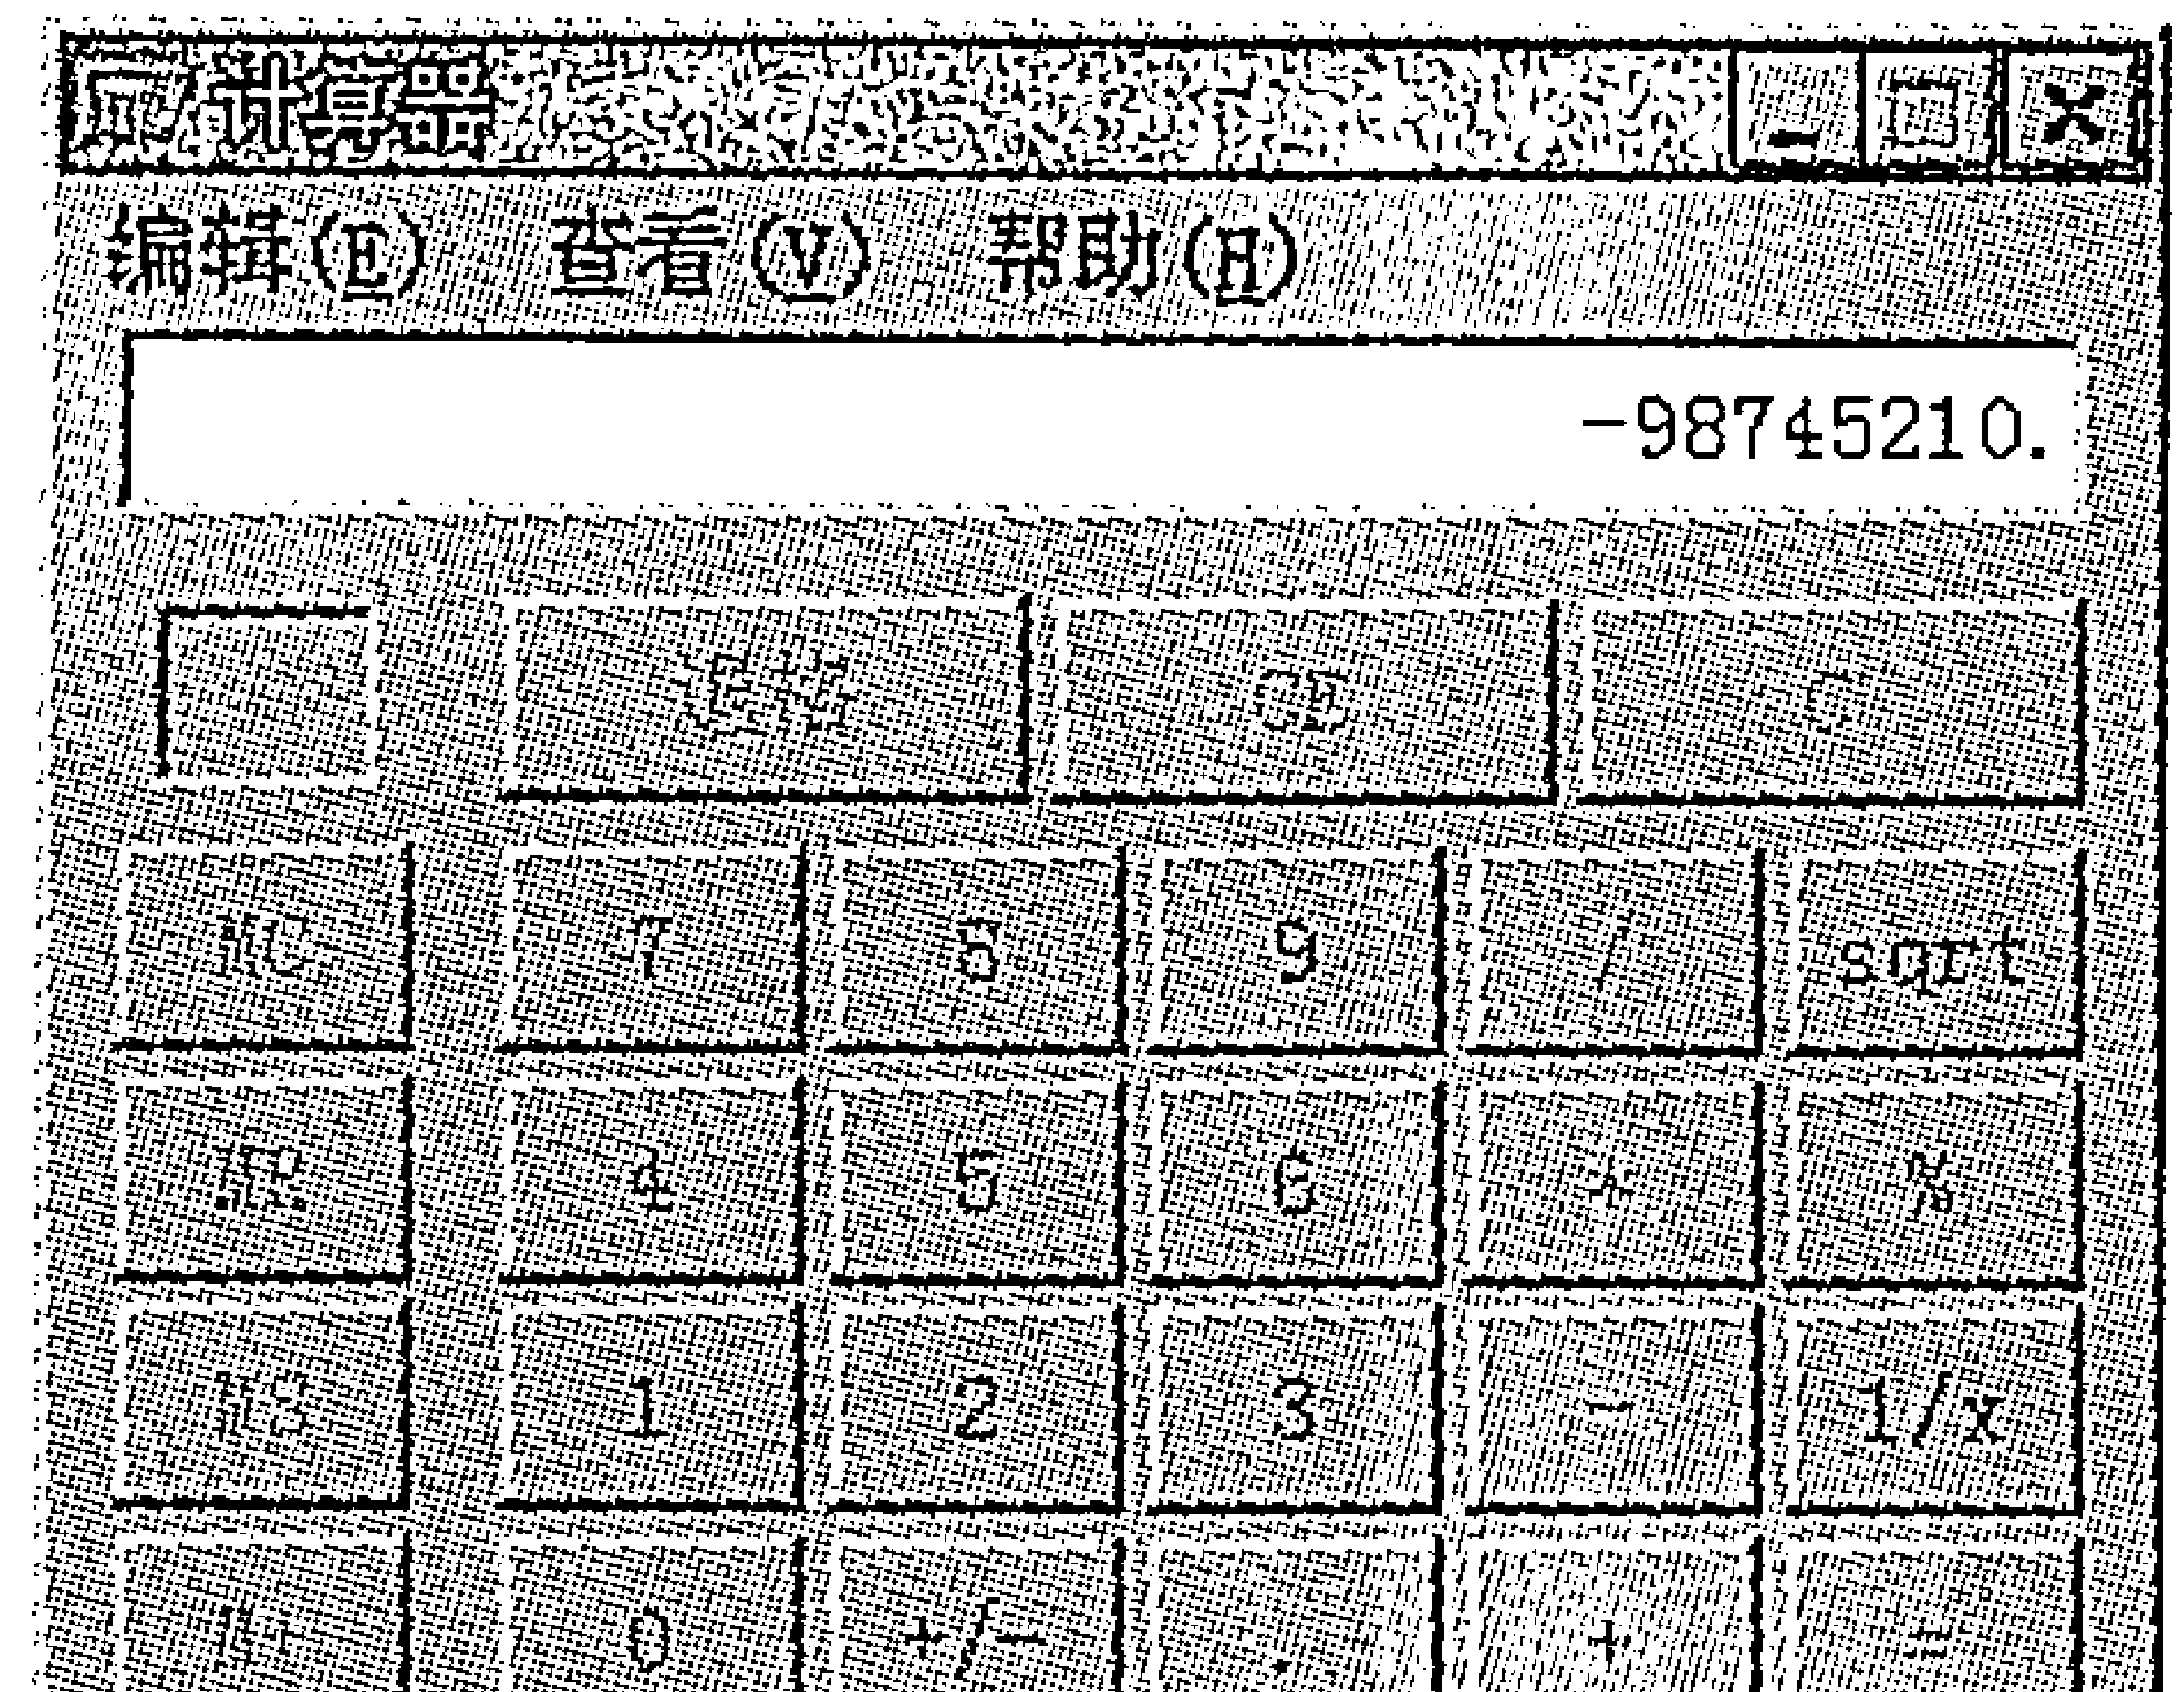 计算器
编辑(E) 查看(V) 帮助(H)
-98745210.
CE C
MC 7 8 9 / sqrt
MR 4 5 6 * %
MS 1 2 3 - 1/x
M+ 0 +/- . + =